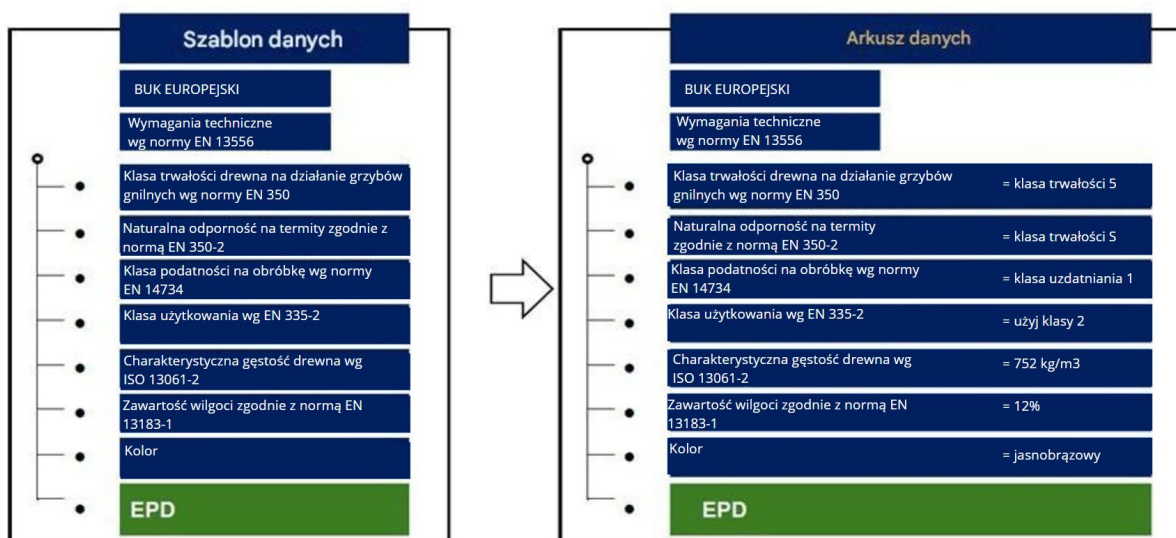 Szablon danych
BUK EUROPEJSKI
Wymagania techniczne
wg normy EN 13556
Klasa trwałości drewna na działanie grzybów
gnilnych wg normy EN 350
Naturalna odporność na termity zgodnie z
normą EN 350-2
Klasa podatności na obróbkę wg normy
EN 14734
Klasa użytkowania wg EN 335-2
Charakterystyczna gęstość drewna wg
ISO 13061-2
Zawartość wilgoci zgodnie z normą EN
13183-1
Kolor
EPD
Arkusz danych
BUK EUROPEJSKI
Wymagania techniczne
wg normy EN 13556
Klasa trwałości drewna na działanie grzybów
gnilnych wg normy EN 350
= klasa trwałości 5
Naturalna odporność na termity
zgodnie z normą EN 350-2
= klasa trwałości S
Klasa podatności na obróbkę wg normy
EN 14734
= klasa uzdatniania 1
Klasa użytkowania wg EN 335-2
= użyj klasy 2
Charakterystyczna gęstość drewna wg
ISO 13061-2
= 752 kg/m3
Zawartość wilgoci zgodnie z normą EN
13183-1
= 12%
Kolor
= jasnobrązowy
EPD